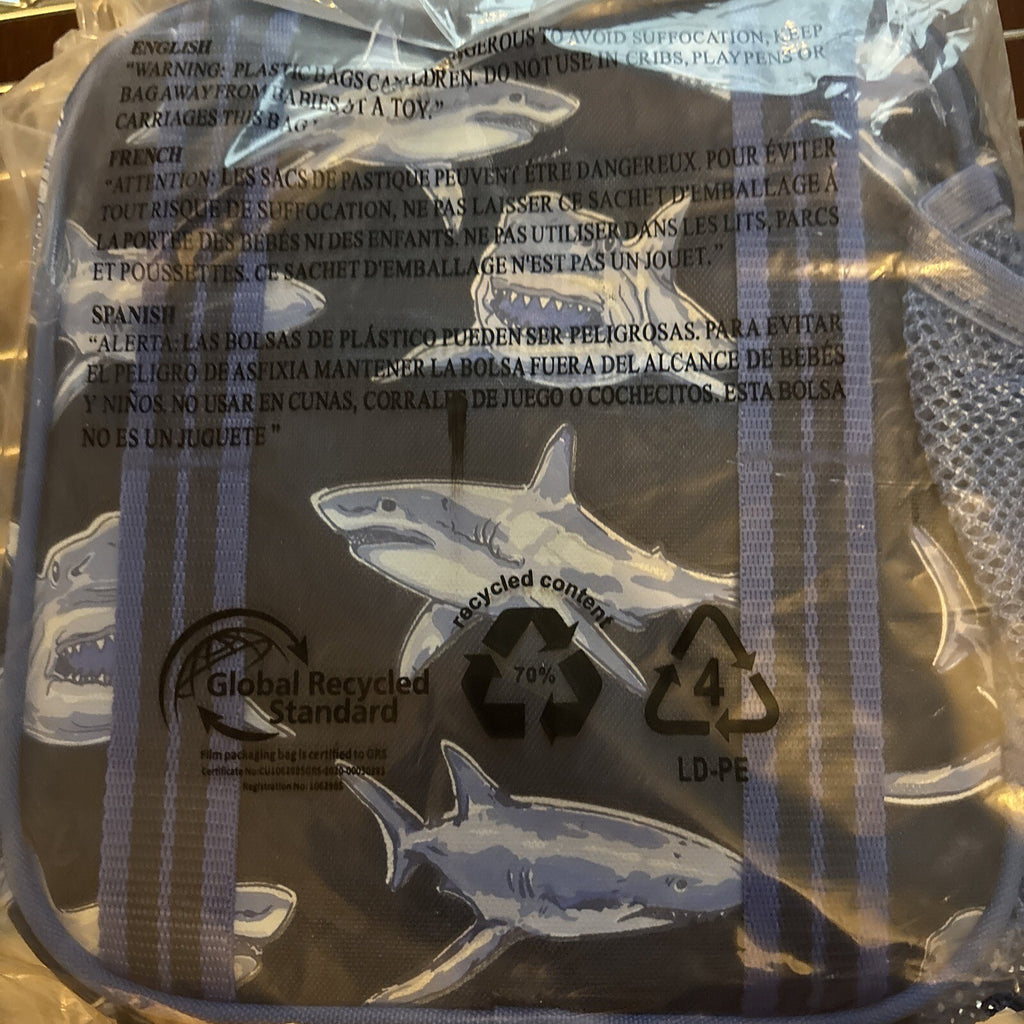 ENGLISH
"WARNING: PLASTIC BAGS CA GEROUS TO AVOID SUFFOCATION, KEEP
BAG AWAY FROM BABIES LDREN. DO NOT USE IN CRIBS, PLAYPENS OR
CARRIAGES THIS BAG T A TOY."
FRENCH
"ATTENTION: LES SACS DE PASTIQUE PEUVENT ÊTRE DANGEREUX. POUR ÉVITER
TOUT RISQUE DE SUFFOCATION, NE PAS LAISSER CE SACHET D'EMBALLAGE À
LA PORTÉE DES BÉBÉS NI DES ENFANTS. NE PAS UTILISER DANS LES LITS, PARCS
ET POUSSETTES. CE SACHET D'EMBALLAGE N'EST PAS UN JOUET."
SPANISH
"ALERTA: LAS BOLSAS DE PLÁSTICO PUEDEN SER PELIGROSAS. PARA EVITAR
EL PELIGRO DE ASFIXIA MANTENER LA BOLSA FUERA DEL ALCANCE DE BEBÉS
Y NIÑOS. NO USAR EN CUNAS, CORRALES DE JUEGO O COCHECITOS. ESTA BOLSA
NO ES UN JUGUETE"
recycled content
70%
Global Recycled
Standard
Film packaging bag is certified to GRS
Registration No: 1062985
4
LD-PE